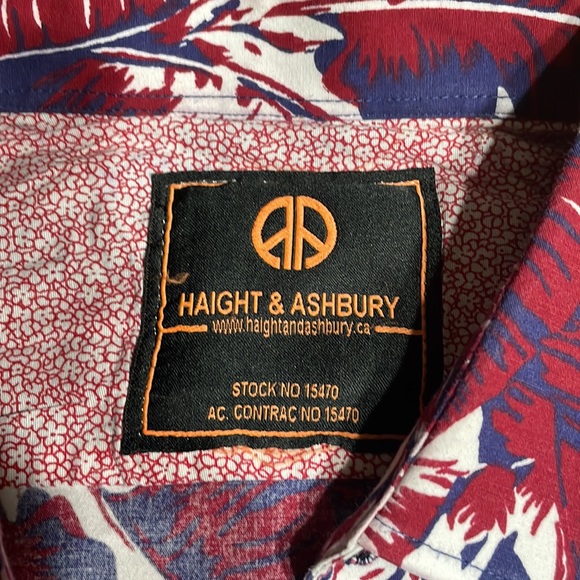 HAIGHT & ASHBURY
www.haightandashbury.ca
STOCK NO 15470
AC. CONTRAC NO 15470